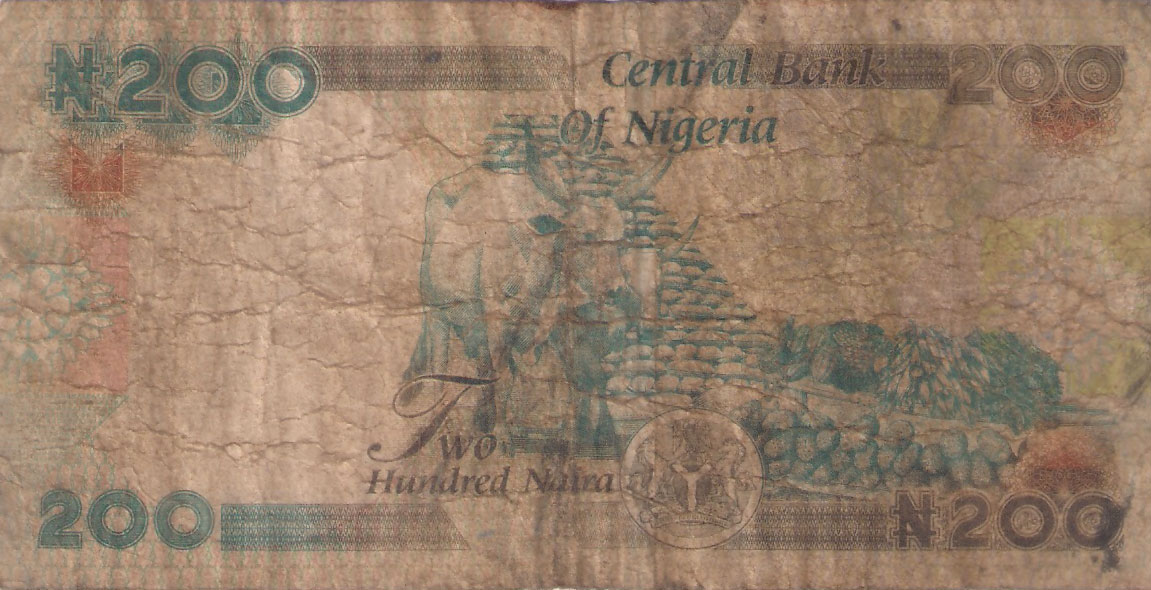 ₦200
Central Bank
200
Of Nigeria
Two
Hundred Naira
200
₦200